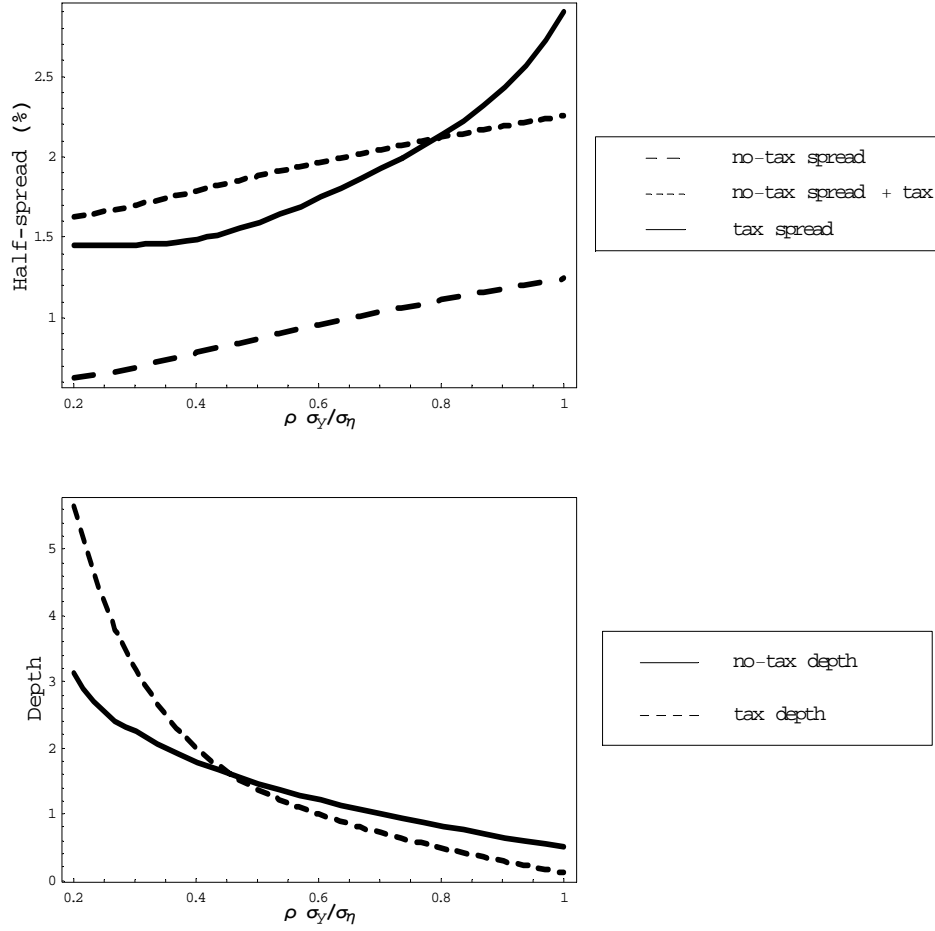 Half-spread (%)
2.5
2
1.5
1
0.2
0.4
0.6
0.8
1
ρ σy/ση
no-tax spread
no-tax spread + tax
tax spread
Depth
5
4
3
2
1
0
0.2
0.4
0.6
0.8
1
ρ σy/ση
no-tax depth
tax depth